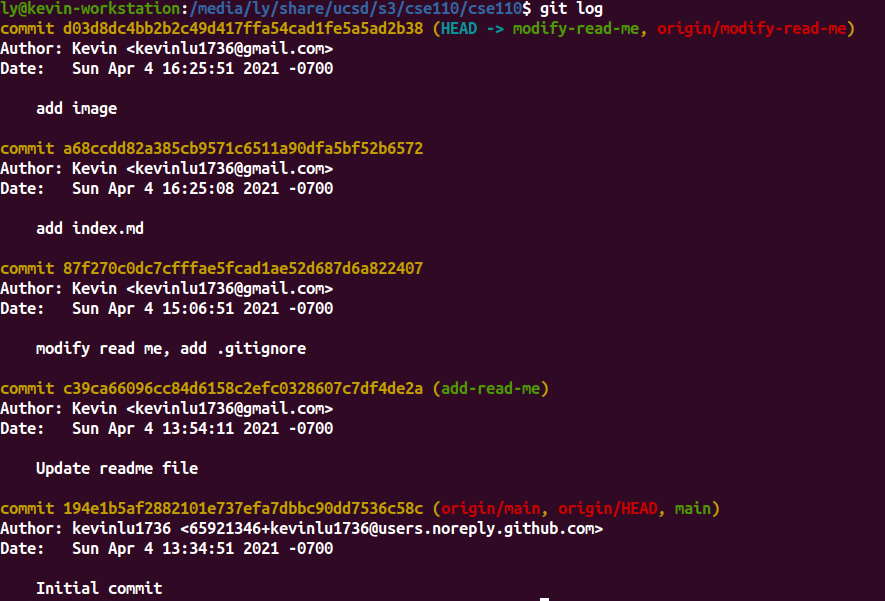 ly@kevin-workstation:/media/ly/share/ucsd/s3/cse110/cse110$ git log
commit d03d8dc4bb2b2c49d417ffa54cad1fe5a5ad2b38 (HEAD -> modify-read-me, origin/modify-read-me)
Author: Kevin <kevinlu1736@gmail.com>
Date:   Sun Apr 4 16:25:51 2021 -0700

    add image

commit a68ccdd82a385cb9571c6511a90dfa5bf52b6572
Author: Kevin <kevinlu1736@gmail.com>
Date:   Sun Apr 4 16:25:08 2021 -0700

    add index.md

commit 87f270c0dc7cfffae5fcad1ae52d687d6a822407
Author: Kevin <kevinlu1736@gmail.com>
Date:   Sun Apr 4 15:06:51 2021 -0700

    modify read me, add .gitignore

commit c39ca66096cc84d6158c2efc0328607c7df4de2a (add-read-me)
Author: Kevin <kevinlu1736@gmail.com>
Date:   Sun Apr 4 13:54:11 2021 -0700

    Update readme file

commit 194e1b5af2882101e737efa7dbbc90dd7536c58c (origin/main, origin/HEAD, main)
Author: kevinlu1736 <65921346+kevinlu1736@users.noreply.github.com>
Date:   Sun Apr 4 13:34:51 2021 -0700

    Initial commit